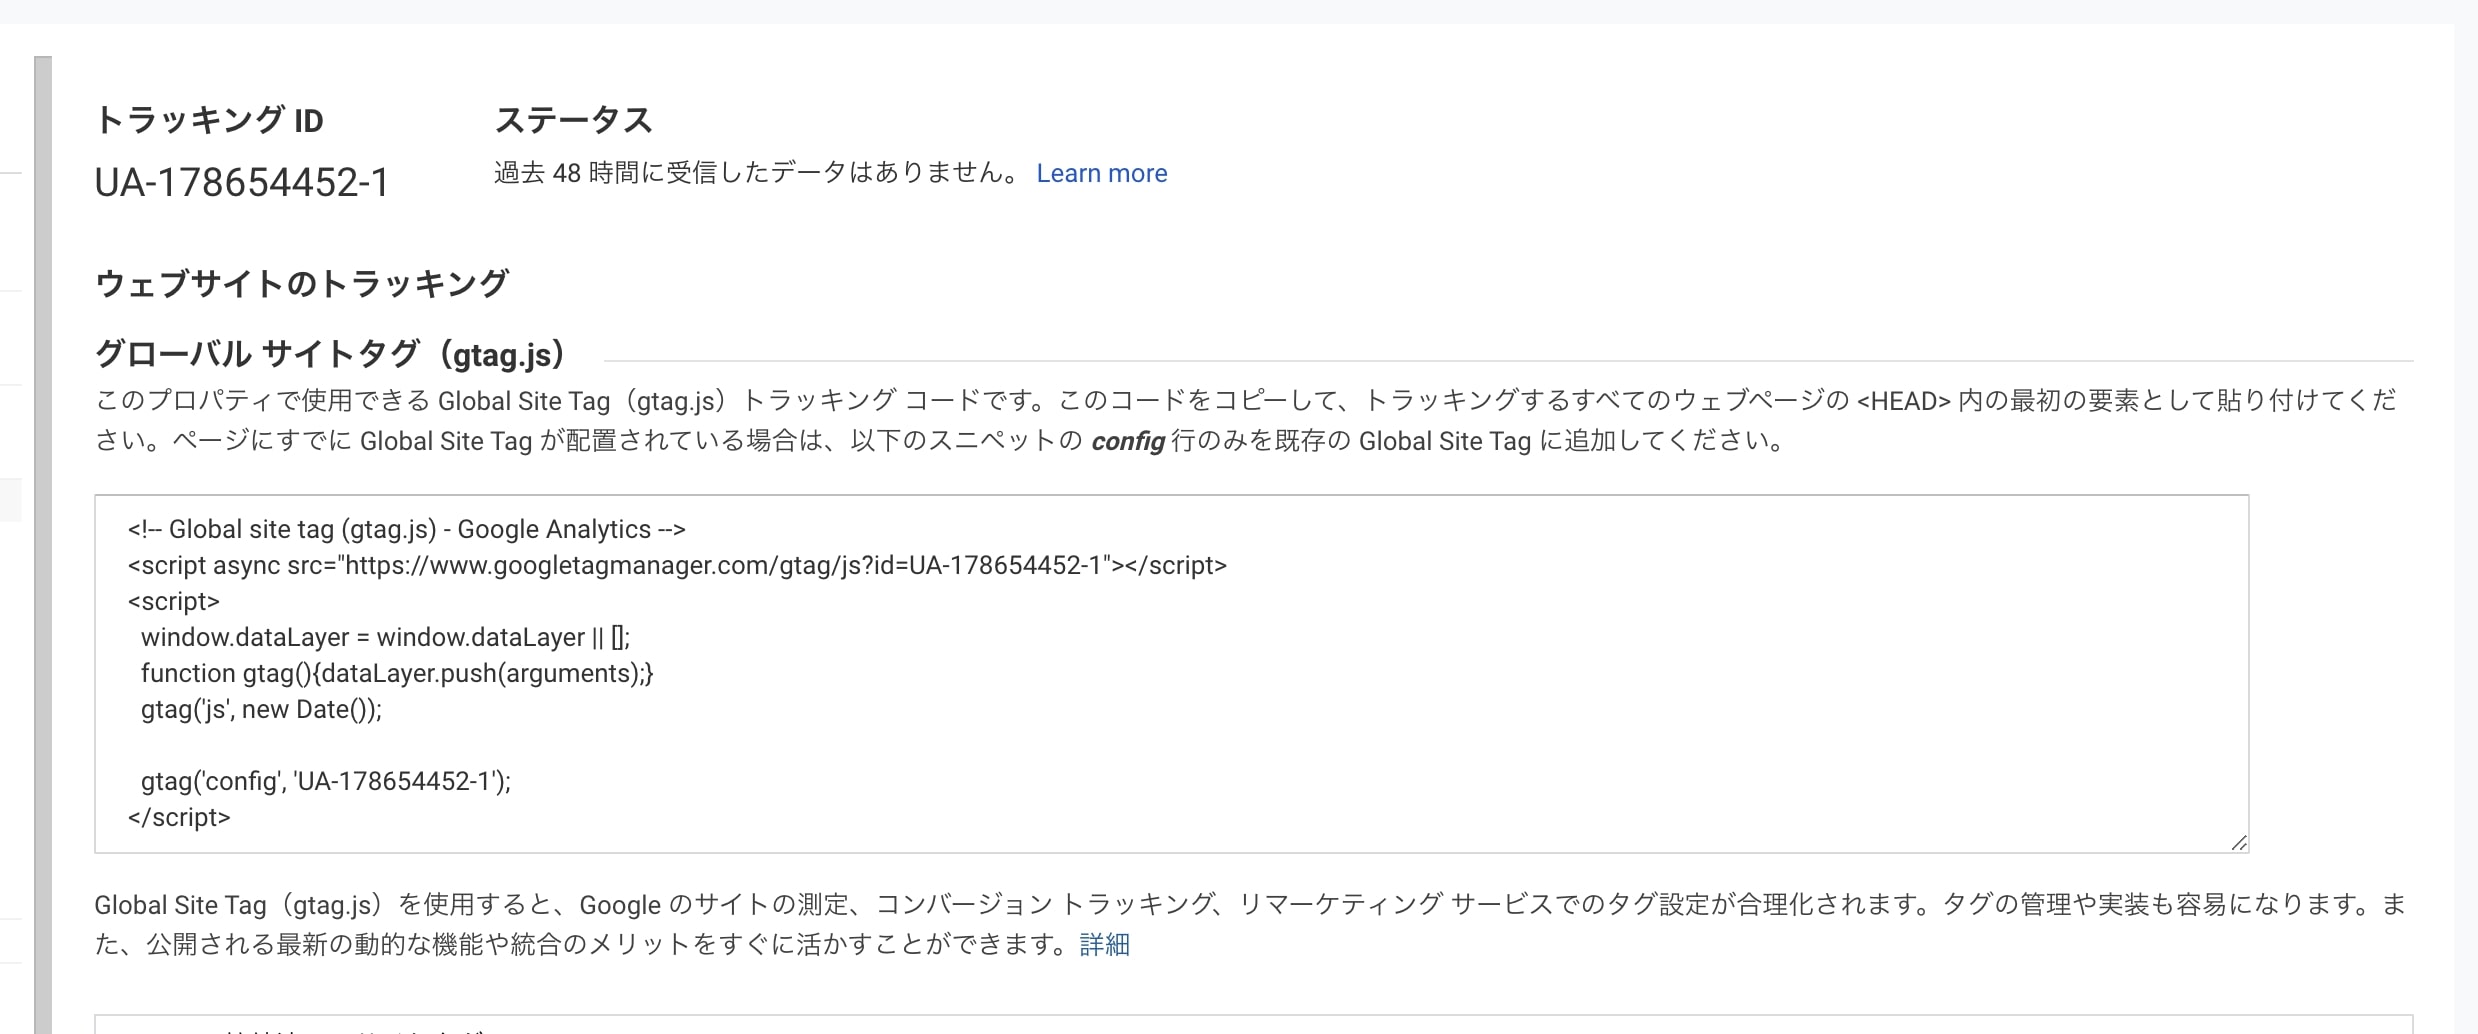 トラッキング ID
ステータス
UA-178654452-1
過去 48 時間に受信したデータはありません。 Learn more
ウェブサイトのトラッキング
グローバル サイトタグ（gtag.js）
このプロパティで使用できる Global Site Tag（gtag.js）トラッキング コードです。このコードをコピーして、トラッキングするすべてのウェブページの <HEAD> 内の最初の要素として貼り付けてくだ
さい。ページにすでに Global Site Tag が配置されている場合は、以下のスニペットの config 行のみを既存の Global Site Tag に追加してください。
<!-- Global site tag (gtag.js) - Google Analytics -->
<script async src="https://www.googletagmanager.com/gtag/js?id=UA-178654452-1"></script>
<script>
window.dataLayer = window.dataLayer || [];
function gtag(){dataLayer.push(arguments);}
gtag('js', new Date());
gtag('config', 'UA-178654452-1');
</script>
Global Site Tag（gtag.js）を使用すると、Google のサイトの測定、コンバージョン トラッキング、リマーケティング サービスでのタグ設定が合理化されます。タグの管理や実装も容易になります。ま
た、公開される最新の動的な機能や統合のメリットをすぐに活かすことができます。詳細